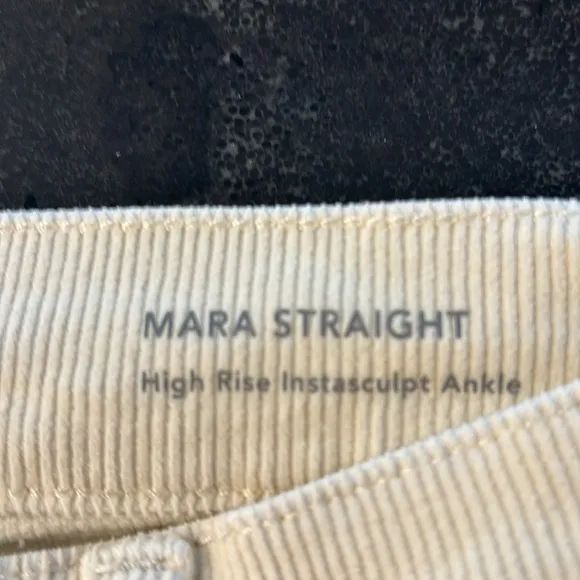 MARA STRAIGHT
High Rise Instasculpt Ankle